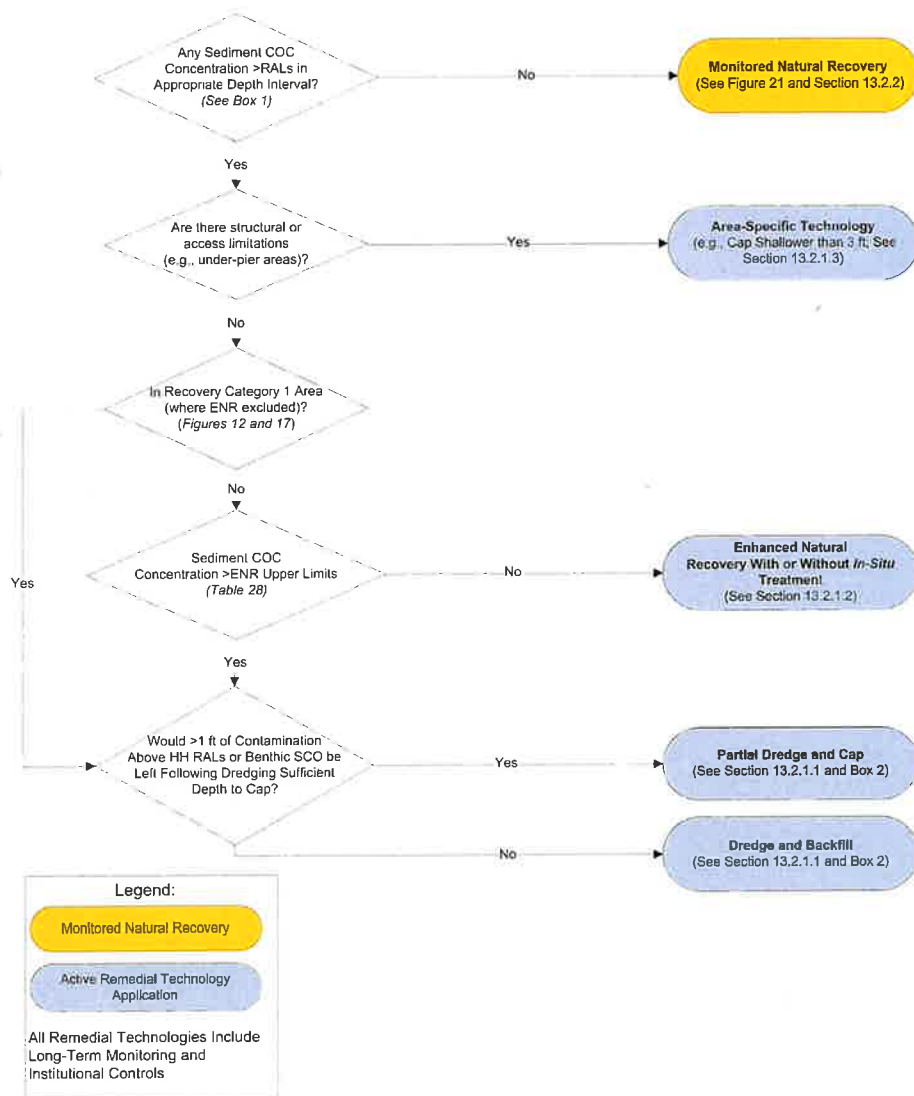 Any Sediment COC
Concentration >RALs in
Appropriate Depth Interval?
(See Box 1)
No
Monitored Natural Recovery
(See Figure 21 and Section 13.2.2)
Yes
Are there structural or
access limitations
(e.g., under-pier areas)?
Yes
Area-Specific Technology
(e.g., Cap Shallower than 3 ft; See
Section 13.2.1.3)
No
In Recovery Category 1 Area
(where ENR excluded)?
(Figures 12 and 17)
No
Sediment COC
Concentration >ENR Upper Limits
(Table 28)
No
Enhanced Natural
Recovery With or Without In-Situ
Treatment
(See Section 13.2.1.2)
Yes
Yes
Would >1 ft of Contamination
Above HH RALs or Benthic SCO be
Left Following Dredging Sufficient
Depth to Cap?
Yes
Partial Dredge and Cap
(See Section 13.2.1.1 and Box 2)
No
Dredge and Backfill
(See Section 13.2.1.1 and Box 2)
Legend:
Monitored Natural Recovery
Active Remedial Technology
Application
All Remedial Technologies Include
Long-Term Monitoring and
Institutional Controls